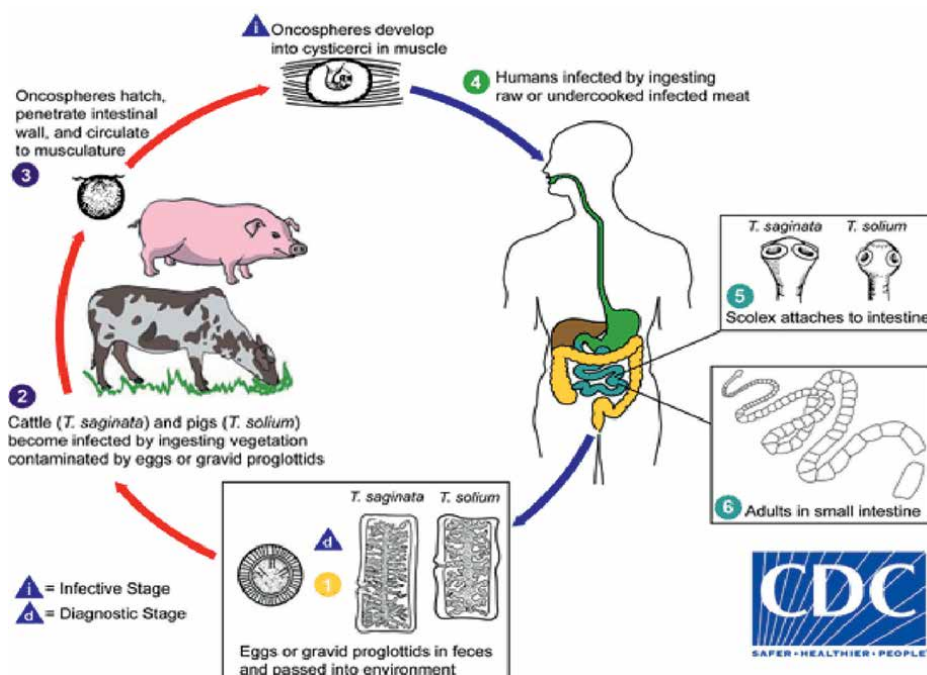 i Oncospheres develop
into cysticerci in muscle
4 Humans infected by ingesting
raw or undercooked infected meat
Oncospheres hatch,
penetrate intestinal
wall, and circulate
to musculature
3
T. saginata T. solium
5
Scolex attaches to intestine
2
Cattle (T. saginata) and pigs (T. solium)
become infected by ingesting vegetation
contaminated by eggs or gravid proglottids
6 Adults in small intestine
T. saginata T. solium
d
1
Eggs or gravid proglottids in feces
and passed into environment
i = Infective Stage
d = Diagnostic Stage
CDC
SAFER • HEALTHIER • PEOPLE™